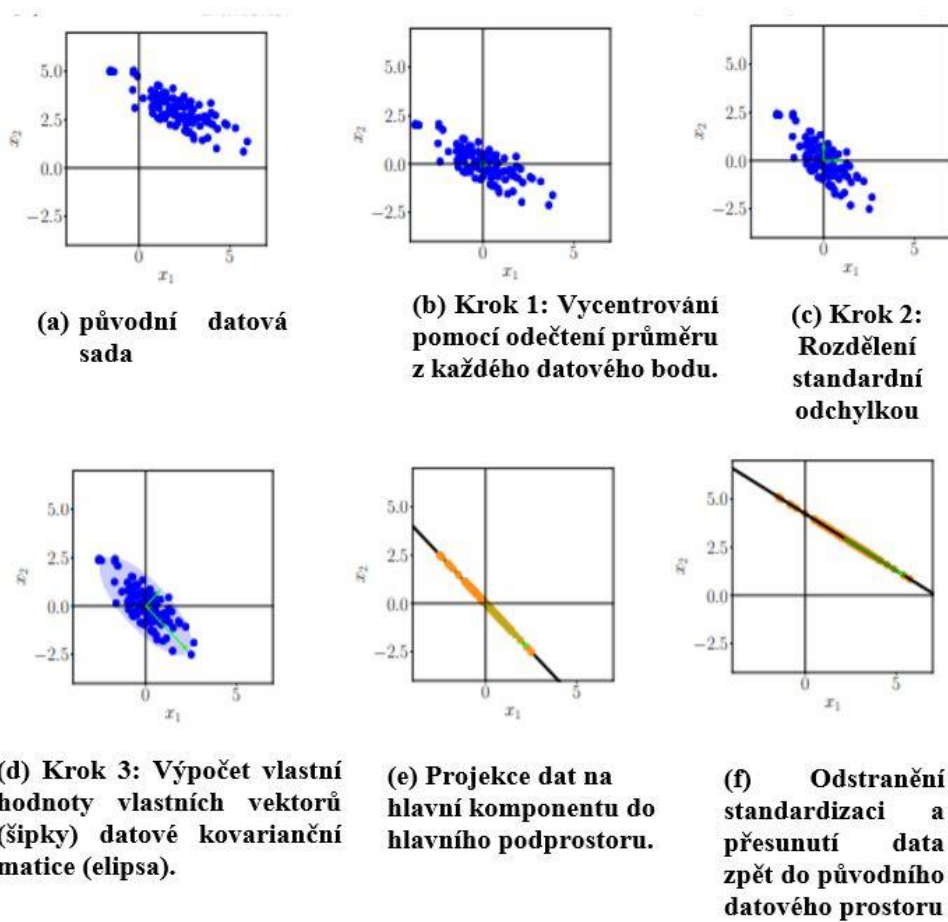 5.0
2.5
0.0
−2.5
x2
0
5
x1
5.0
2.5
0.0
−2.5
x2
0
5
x1
5.0
2.5
0.0
−2.5
x2
0
5
x1
(a) původní datová
sada
(b) Krok 1: Vycentrování
pomocí odečtení průměru
z každého datového bodu.
(c) Krok 2:
Rozdělení
standardní
odchylkou
5.0
2.5
0.0
−2.5
x2
0
5
x1
5.0
2.5
0.0
−2.5
x2
0
5
x1
5.0
2.5
0.0
−2.5
x2
0
5
x1
(d) Krok 3: Výpočet vlastní
hodnoty vlastních vektorů
(šipky) datové kovarianční
matice (elipsa).
(e) Projekce dat na
hlavní komponentu do
hlavního podprostoru.
(f) Odstranění
standardizaci a
přesunutí data
zpět do původního
datového prostoru